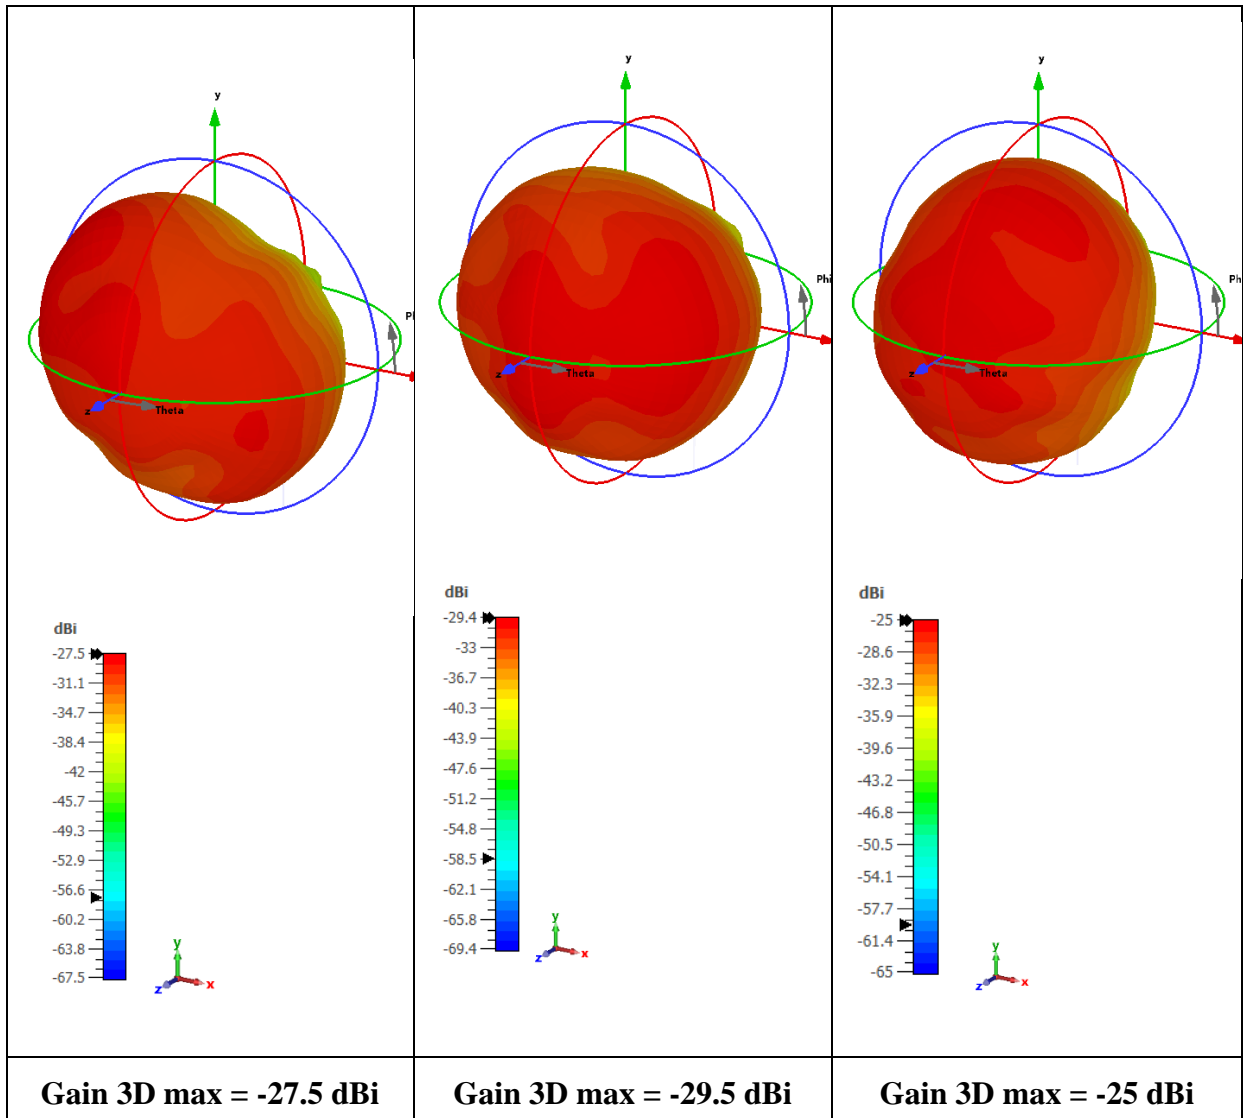 y
Pl
z
Theta
dBi
-27.5
-31.1
-34.7
-38.4
-42
-45.7
-49.3
-52.9
-56.6
-60.2
-63.8
-67.5
y
z
x
Gain 3D max = -27.5 dBi
y
Phi
z
Theta
dBi
-29.4
-33
-36.7
-40.3
-43.9
-47.6
-51.2
-54.8
-58.5
-62.1
-65.8
-69.4
y
z
x
Gain 3D max = -29.5 dBi
y
Ph
z
Theta
dBi
-25
-28.6
-32.3
-35.9
-39.6
-43.2
-46.8
-50.5
-54.1
-57.7
-61.4
-65
y
z
x
Gain 3D max = -25 dBi